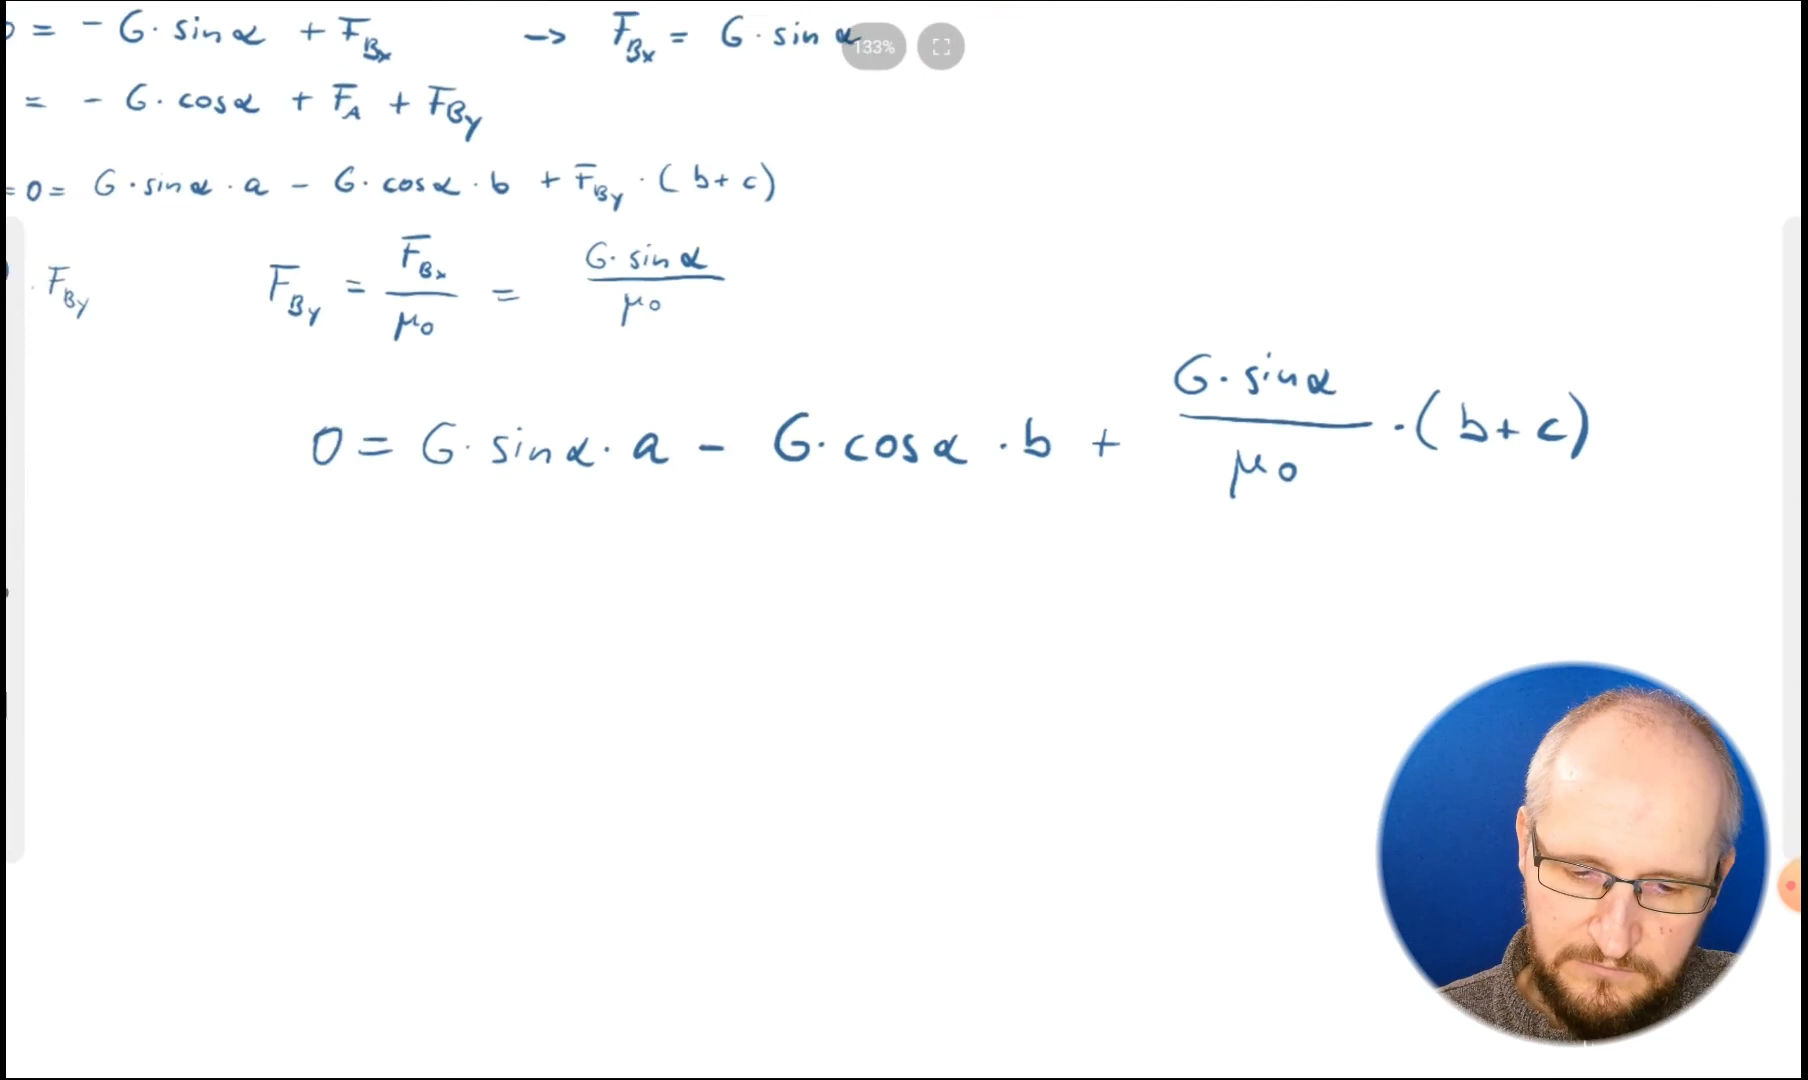 0 = - G · sin α + F_Bx → F_Bx = G · sin α
133%
= - G · cos α + F_A + F_By
= 0 = G · sin α · a - G · cos α · b + F_By · (b + c)
· F_By F_By = F_Bx / μ0 = G · sin α / μ0
0 = G · sin α · a - G · cos α · b + G · sin α / μ0 · (b + c)